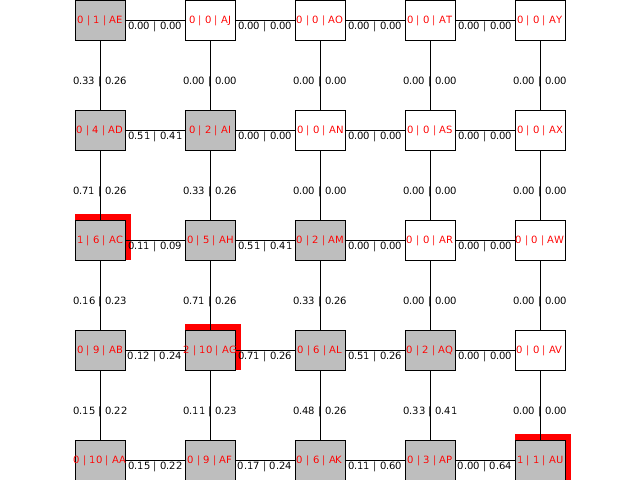 0 | 1 | AE 0.00 | 0.00 0 | 0 | AJ 0.00 | 0.00 0 | 0 | AO 0.00 | 0.00 0 | 0 | AT 0.00 | 0.00 0 | 0 | AY
0.33 | 0.26 0.00 | 0.00 0.00 | 0.00 0.00 | 0.00 0.00 | 0.00
0 | 4 | AD 0.51 | 0.41 0 | 2 | AI 0.00 | 0.00 0 | 0 | AN 0.00 | 0.00 0 | 0 | AS 0.00 | 0.00 0 | 0 | AX
0.71 | 0.26 0.33 | 0.26 0.00 | 0.00 0.00 | 0.00 0.00 | 0.00
1 | 6 | AC 0.11 | 0.09 0 | 5 | AH 0.51 | 0.41 0 | 2 | AM 0.00 | 0.00 0 | 0 | AR 0.00 | 0.00 0 | 0 | AW
0.16 | 0.23 0.71 | 0.26 0.33 | 0.26 0.00 | 0.00 0.00 | 0.00
0 | 9 | AB 0.12 | 0.24 2 | 10 | AG 0.71 | 0.26 0 | 6 | AL 0.51 | 0.26 0 | 2 | AQ 0.00 | 0.00 0 | 0 | AV
0.15 | 0.22 0.11 | 0.23 0.48 | 0.26 0.33 | 0.41 0.00 | 0.00
0 | 10 | AA 0.15 | 0.22 0 | 9 | AF 0.17 | 0.24 0 | 6 | AK 0.11 | 0.60 0 | 3 | AP 0.00 | 0.64 1 | 1 | AU